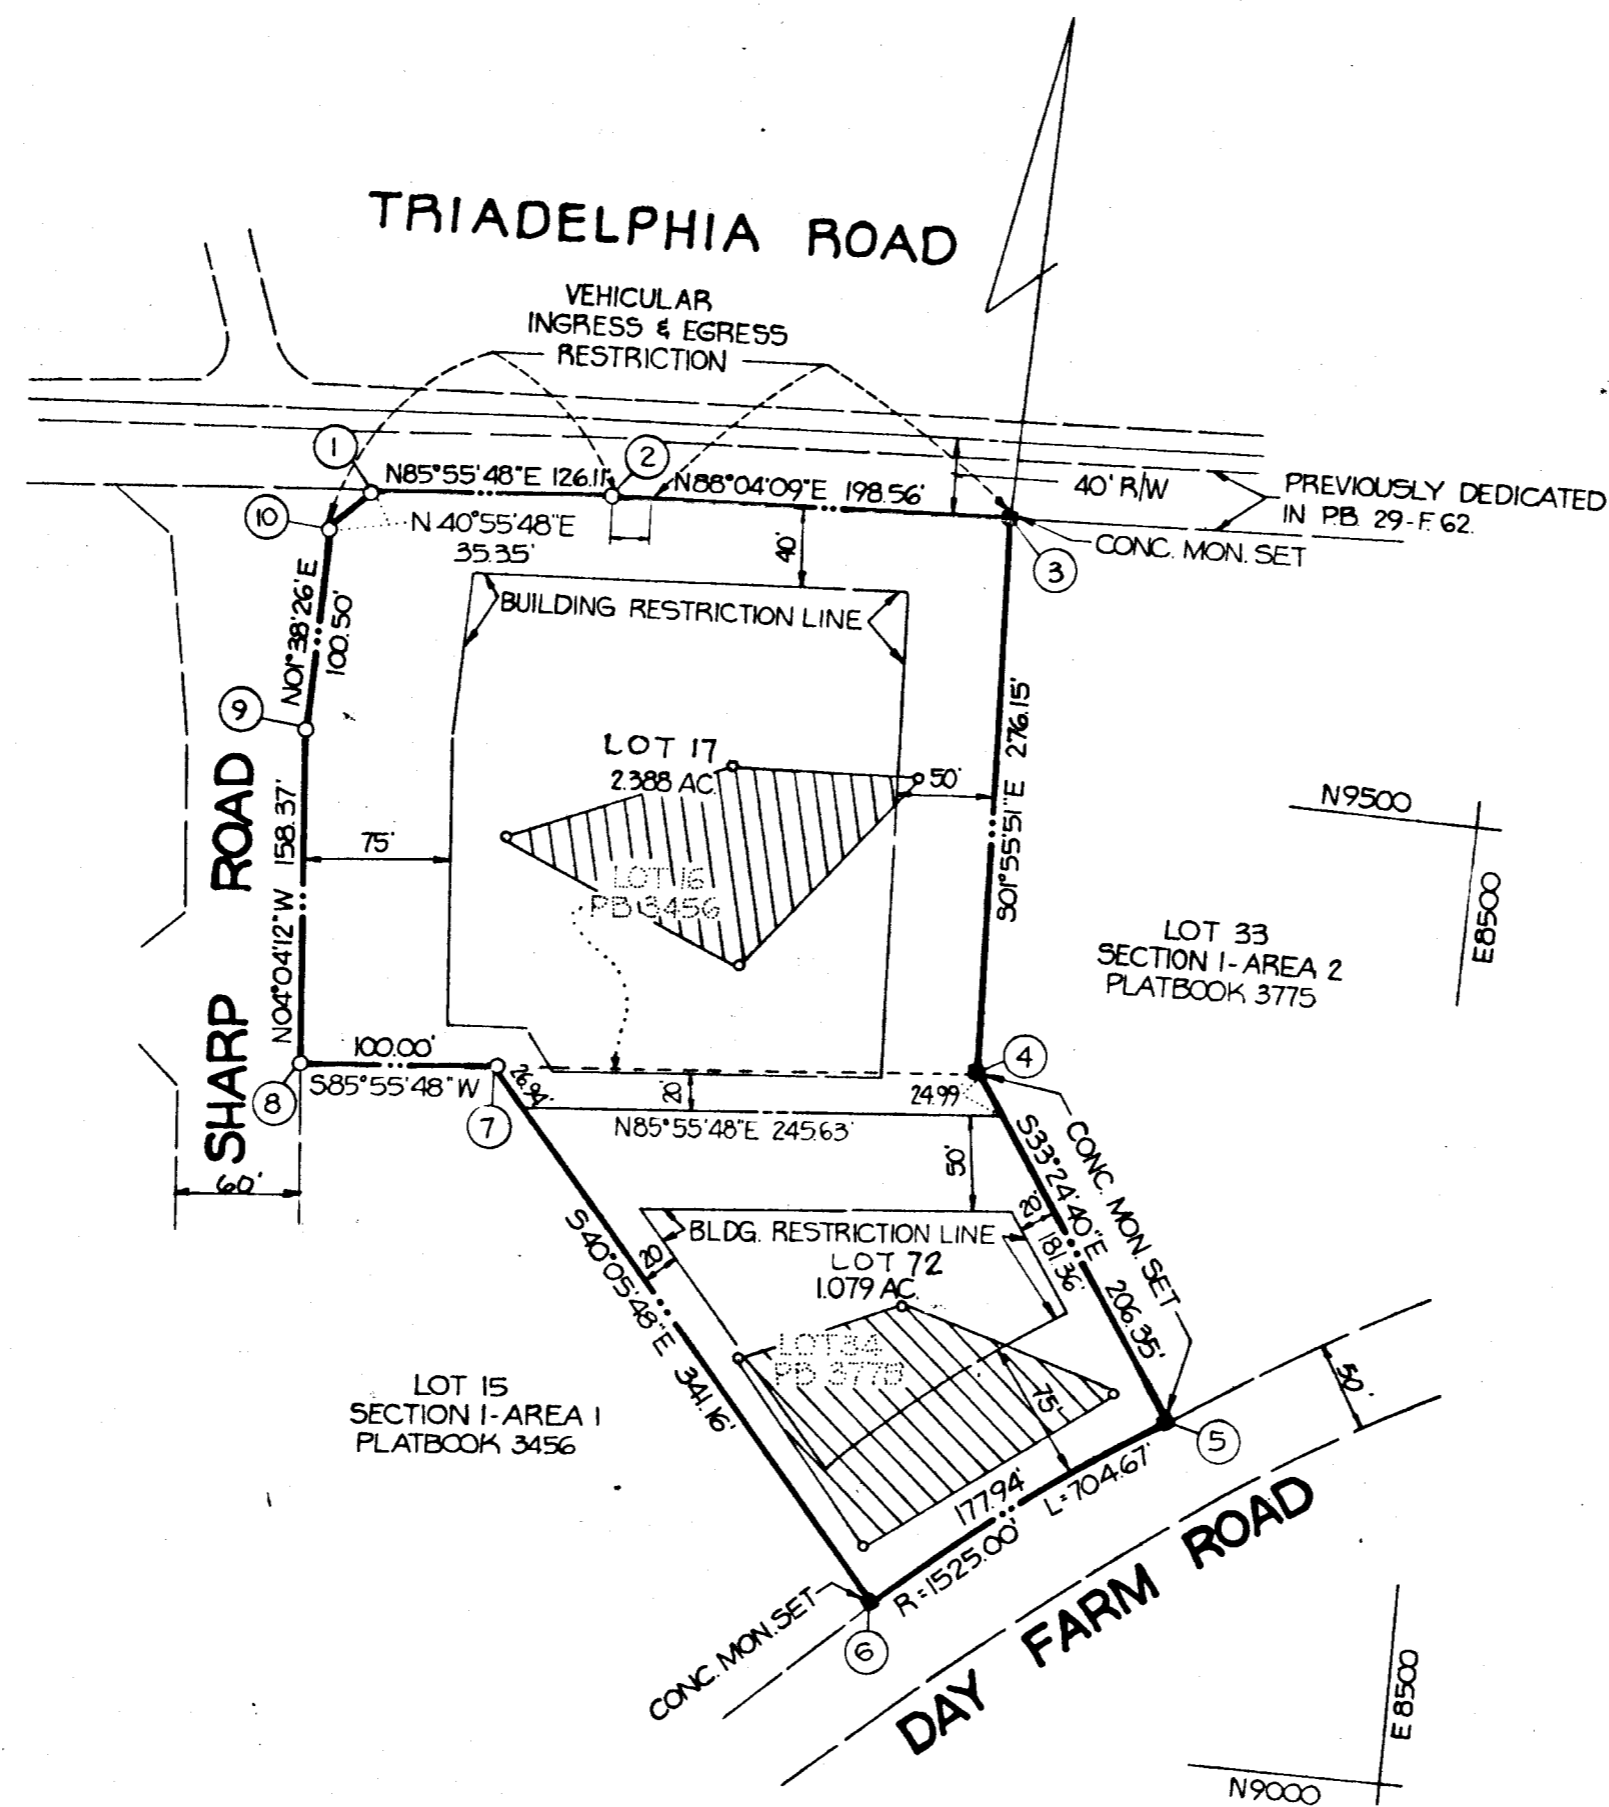 TRIADELPHIA ROAD
VEHICULAR
INGRESS & EGRESS
RESTRICTION
1
2
N85°55'48"E 126.11'
N88°04'09"E 198.56'
40' R/W
PREVIOUSLY DEDICATED
IN P.B. 29-F. 62.
10
N 40°55'48"E
35.35'
40'
CONC. MON. SET
3
BUILDING RESTRICTION LINE
N01°38'26"E
100.50'
9
LOT 17
2.388 AC.
50'
S01°55'51"E 276.15'
N9500
E8500
SHARP ROAD
N04°04'12"W 158.37'
75'
LOT 16
PB 3456
LOT 33
SECTION 1-AREA 2
PLATBOOK 3775
100.00'
S85°55'48"W
8
7
26.94'
20'
24.99
4
N85°55'48"E 245.63'
60'
50'
CONC. MON. SET
S33°24'40"E 206.35'
20'
181.36'
BLDG. RESTRICTION LINE
LOT 72
1.079 AC.
20'
S40°05'48"E 341.16'
LOT 34
PB 3778
75'
LOT 15
SECTION 1-AREA 1
PLATBOOK 3456
50'
5
177.94'
R=1525.00' L=704.67'
CONC. MON. SET
6
DAY FARM ROAD
E 8500
N9000